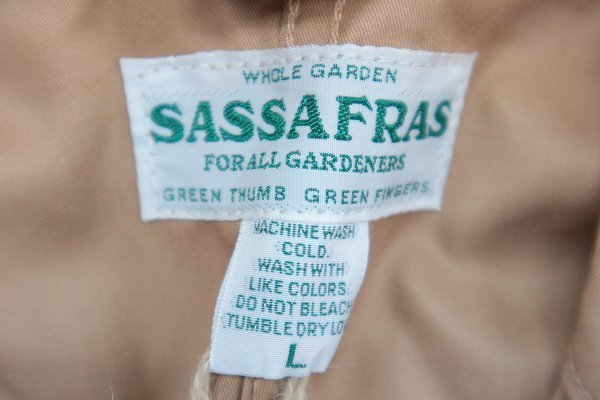 WHOLE GARDEN
SASSAFRAS
FOR ALL GARDENERS
GREEN THUMB GREEN FINGERS
MACHINE WASH
COLD.
WASH WITH
LIKE COLORS.
DO NOT BLEACH
TUMBLE DRY LOW
L